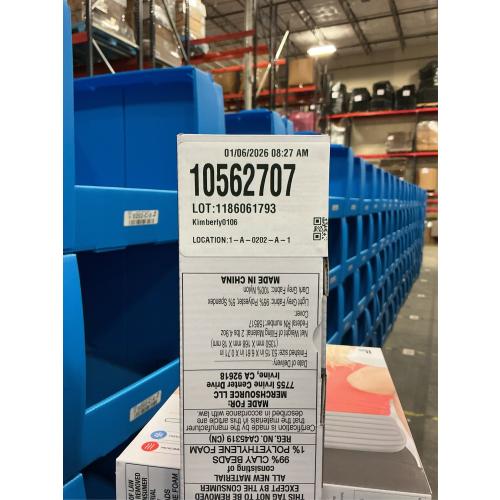 01/06/2026 08:27 AM
10562707
LOT:1186061793
Kimberly0106
LOCATION:1-A-0202-A-1
THIS TAG NOT TO BE REMOVED
EXCEPT BY THE CONSUMER
ALL NEW MATERIAL
consisting of
99% CLAY BEADS
1% POLYETHYLENE FOAM
REG. NO. CA45319 (CN)
Certification is made by the manufacturer
that the materials in this article are
described in accordance with law.
MADE FOR:
MERCHSOURCE LLC
7755 Irvine Center Drive
Irvine, CA 92618
Date of Delivery:
Finished size: 53.15 in X 6.61 in X 0.71 in
(1350 mm X 168 mm X 18 mm)
Net Weight of Filling Material: 2 lbs 4.9oz
Federal RN number 158517
Cover:
Light Grey Fabric: 95% Polyester, 5% Spandex
Dark Grey Fabric: 100% Nylon
MADE IN CHINA